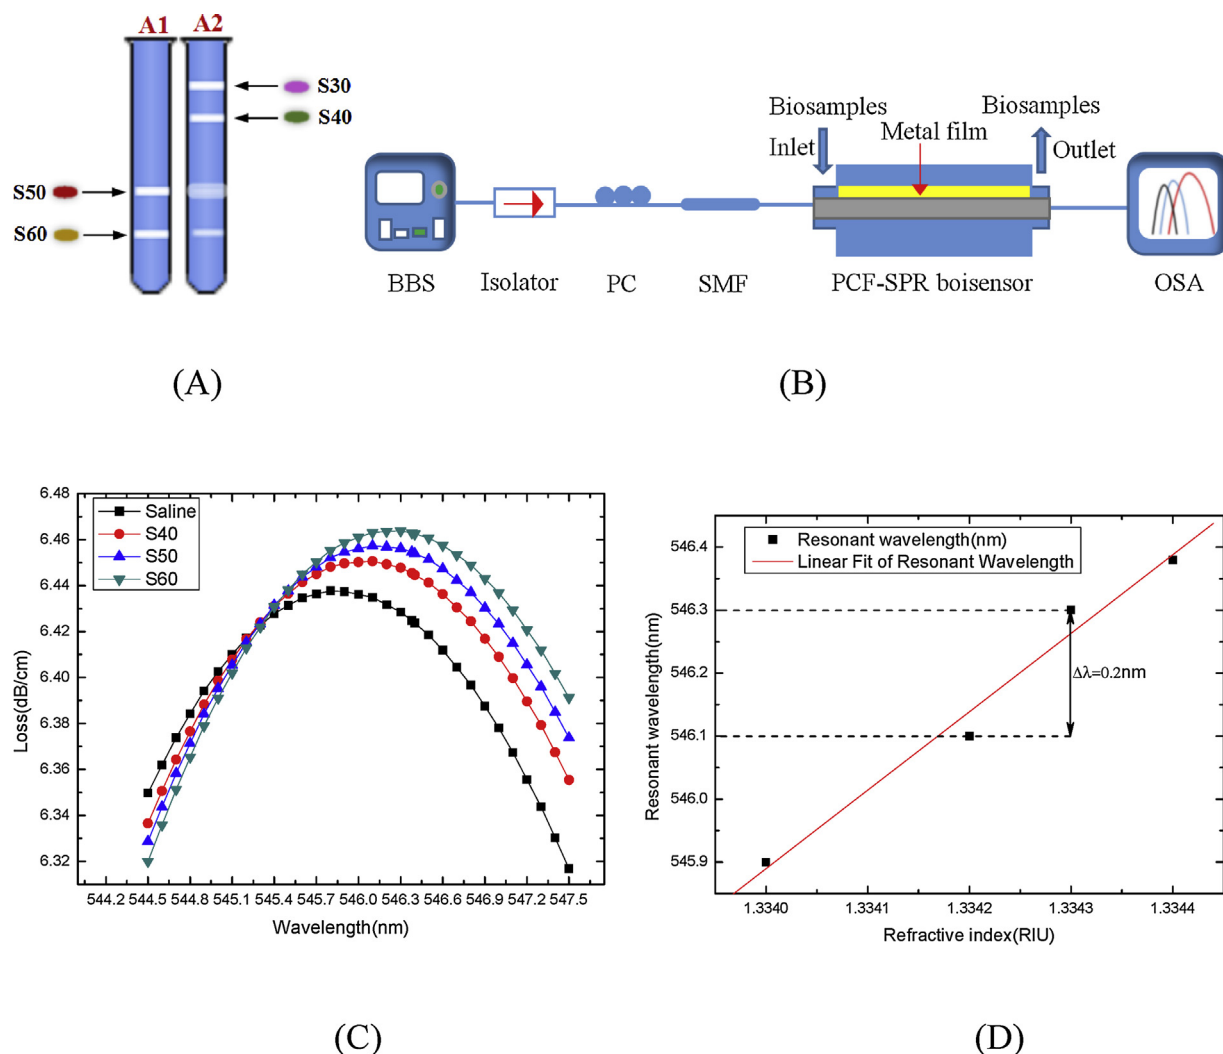 A1 A2
S30
S40
S50
S60
(A)
Biosamples
Biosamples
Metal film
Inlet
Outlet
BBS
Isolator
PC
SMF
PCF-SPR boisensor
OSA
(B)
6.48
6.46
6.44
6.42
6.40
6.38
6.36
6.34
6.32
Loss(dB/cm)
Saline
S40
S50
S60
544.2 544.5 544.8 545.1 545.4 545.7 546.0 546.3 546.6 546.9 547.2 547.5
Wavelength(nm)
(C)
546.4
546.3
546.2
546.1
546.0
545.9
Resonant wavelength(nm)
Resonant wavelength(nm)
Linear Fit of Resonant Wavelength
Δλ=0.2nm
1.3340 1.3341 1.3342 1.3343 1.3344
Refractive index(RIU)
(D)